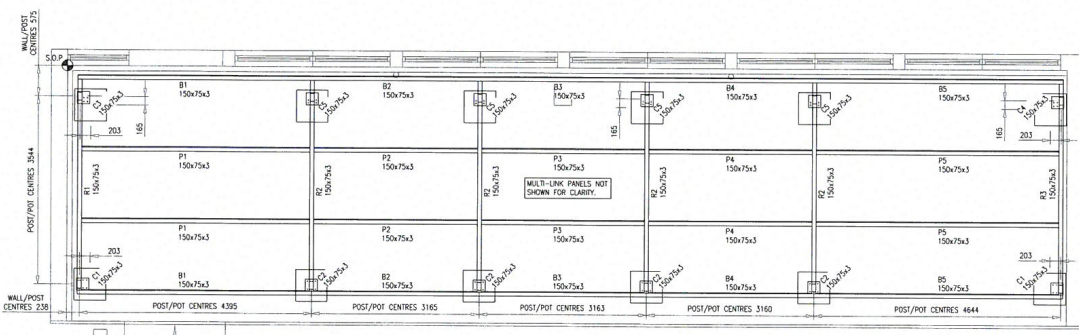 WALL/POST
CENTRES 575
S.O.P
B1
150x75x3
B2
150x75x3
B3
150x75x3
B4
150x75x3
B5
150x75x3
C3
150x75x3
C5
150x75x3
C5
150x75x3
C5
150x75x3
C5
150x75x3
C4
150x75x3
203
165
165
165
203
POST/POT CENTRES 3544
R1
150x75x3
R2
150x75x3
R2
150x75x3
R2
150x75x3
R2
150x75x3
R3
150x75x3
P1
150x75x3
P2
150x75x3
P3
150x75x3
P4
150x75x3
P5
150x75x3
MULTI-LINK PANELS NOT
SHOWN FOR CLARITY.
P1
150x75x3
P2
150x75x3
P3
150x75x3
P4
150x75x3
P5
150x75x3
203
203
C1
150x75x3
C2
150x75x3
C2
150x75x3
C2
150x75x3
C2
150x75x3
C1
150x75x3
B1
150x75x3
B2
150x75x3
B3
150x75x3
B4
150x75x3
B5
150x75x3
WALL/POST
CENTRES 238
POST/POT CENTRES 4395
POST/POT CENTRES 3165
POST/POT CENTRES 3163
POST/POT CENTRES 3160
POST/POT CENTRES 4644